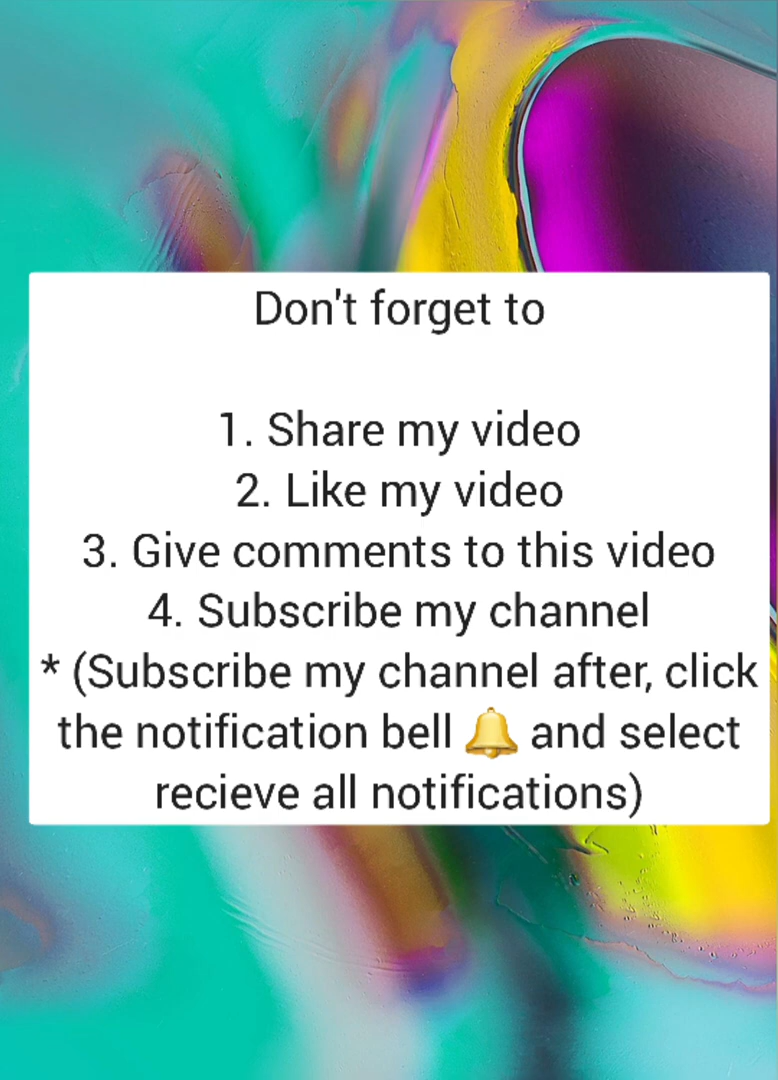 Don't forget to
1. Share my video
2. Like my video
3. Give comments to this video
4. Subscribe my channel
* (Subscribe my channel after, click
the notification bell 🔔 and select
recieve all notifications)